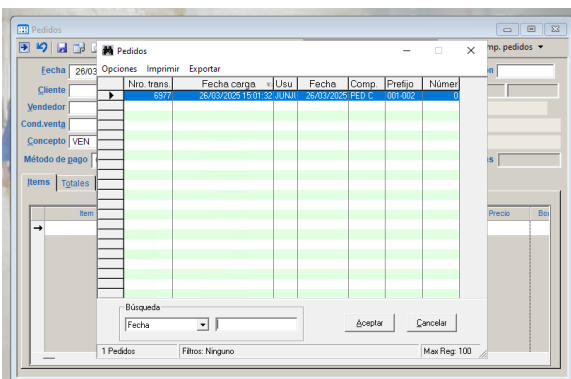 Pedidos
Pedidos
mp. pedidos
Opciones Imprimir Exportar
Fecha 26/03
Nro. trans Fecha carga Usu Fecha Comp. Prefijo Númer
6977 26/03/2025 15:01:32 JUNJI 26/03/2025 PED C 001-002 0
Cliente
Vendedor
Cond.venta
Concepto VEN
Método de pago
Items Totales
Item Precio Bo
Búsqueda
Fecha
Aceptar Cancelar
1 Pedidos Filtros: Ninguno Max Reg: 100